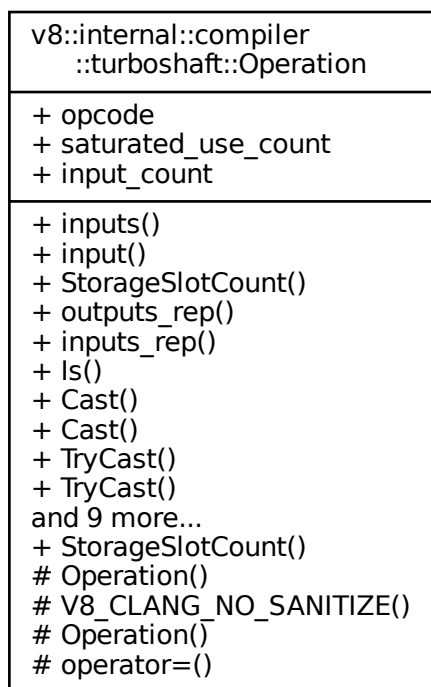 v8::internal::compiler
::turboshaft::Operation
+ opcode
+ saturated_use_count
+ input_count
+ inputs()
+ input()
+ StorageSlotCount()
+ outputs_rep()
+ inputs_rep()
+ Is()
+ Cast()
+ Cast()
+ TryCast()
+ TryCast()
and 9 more...
+ StorageSlotCount()
# Operation()
# V8_CLANG_NO_SANITIZE()
# Operation()
# operator=()